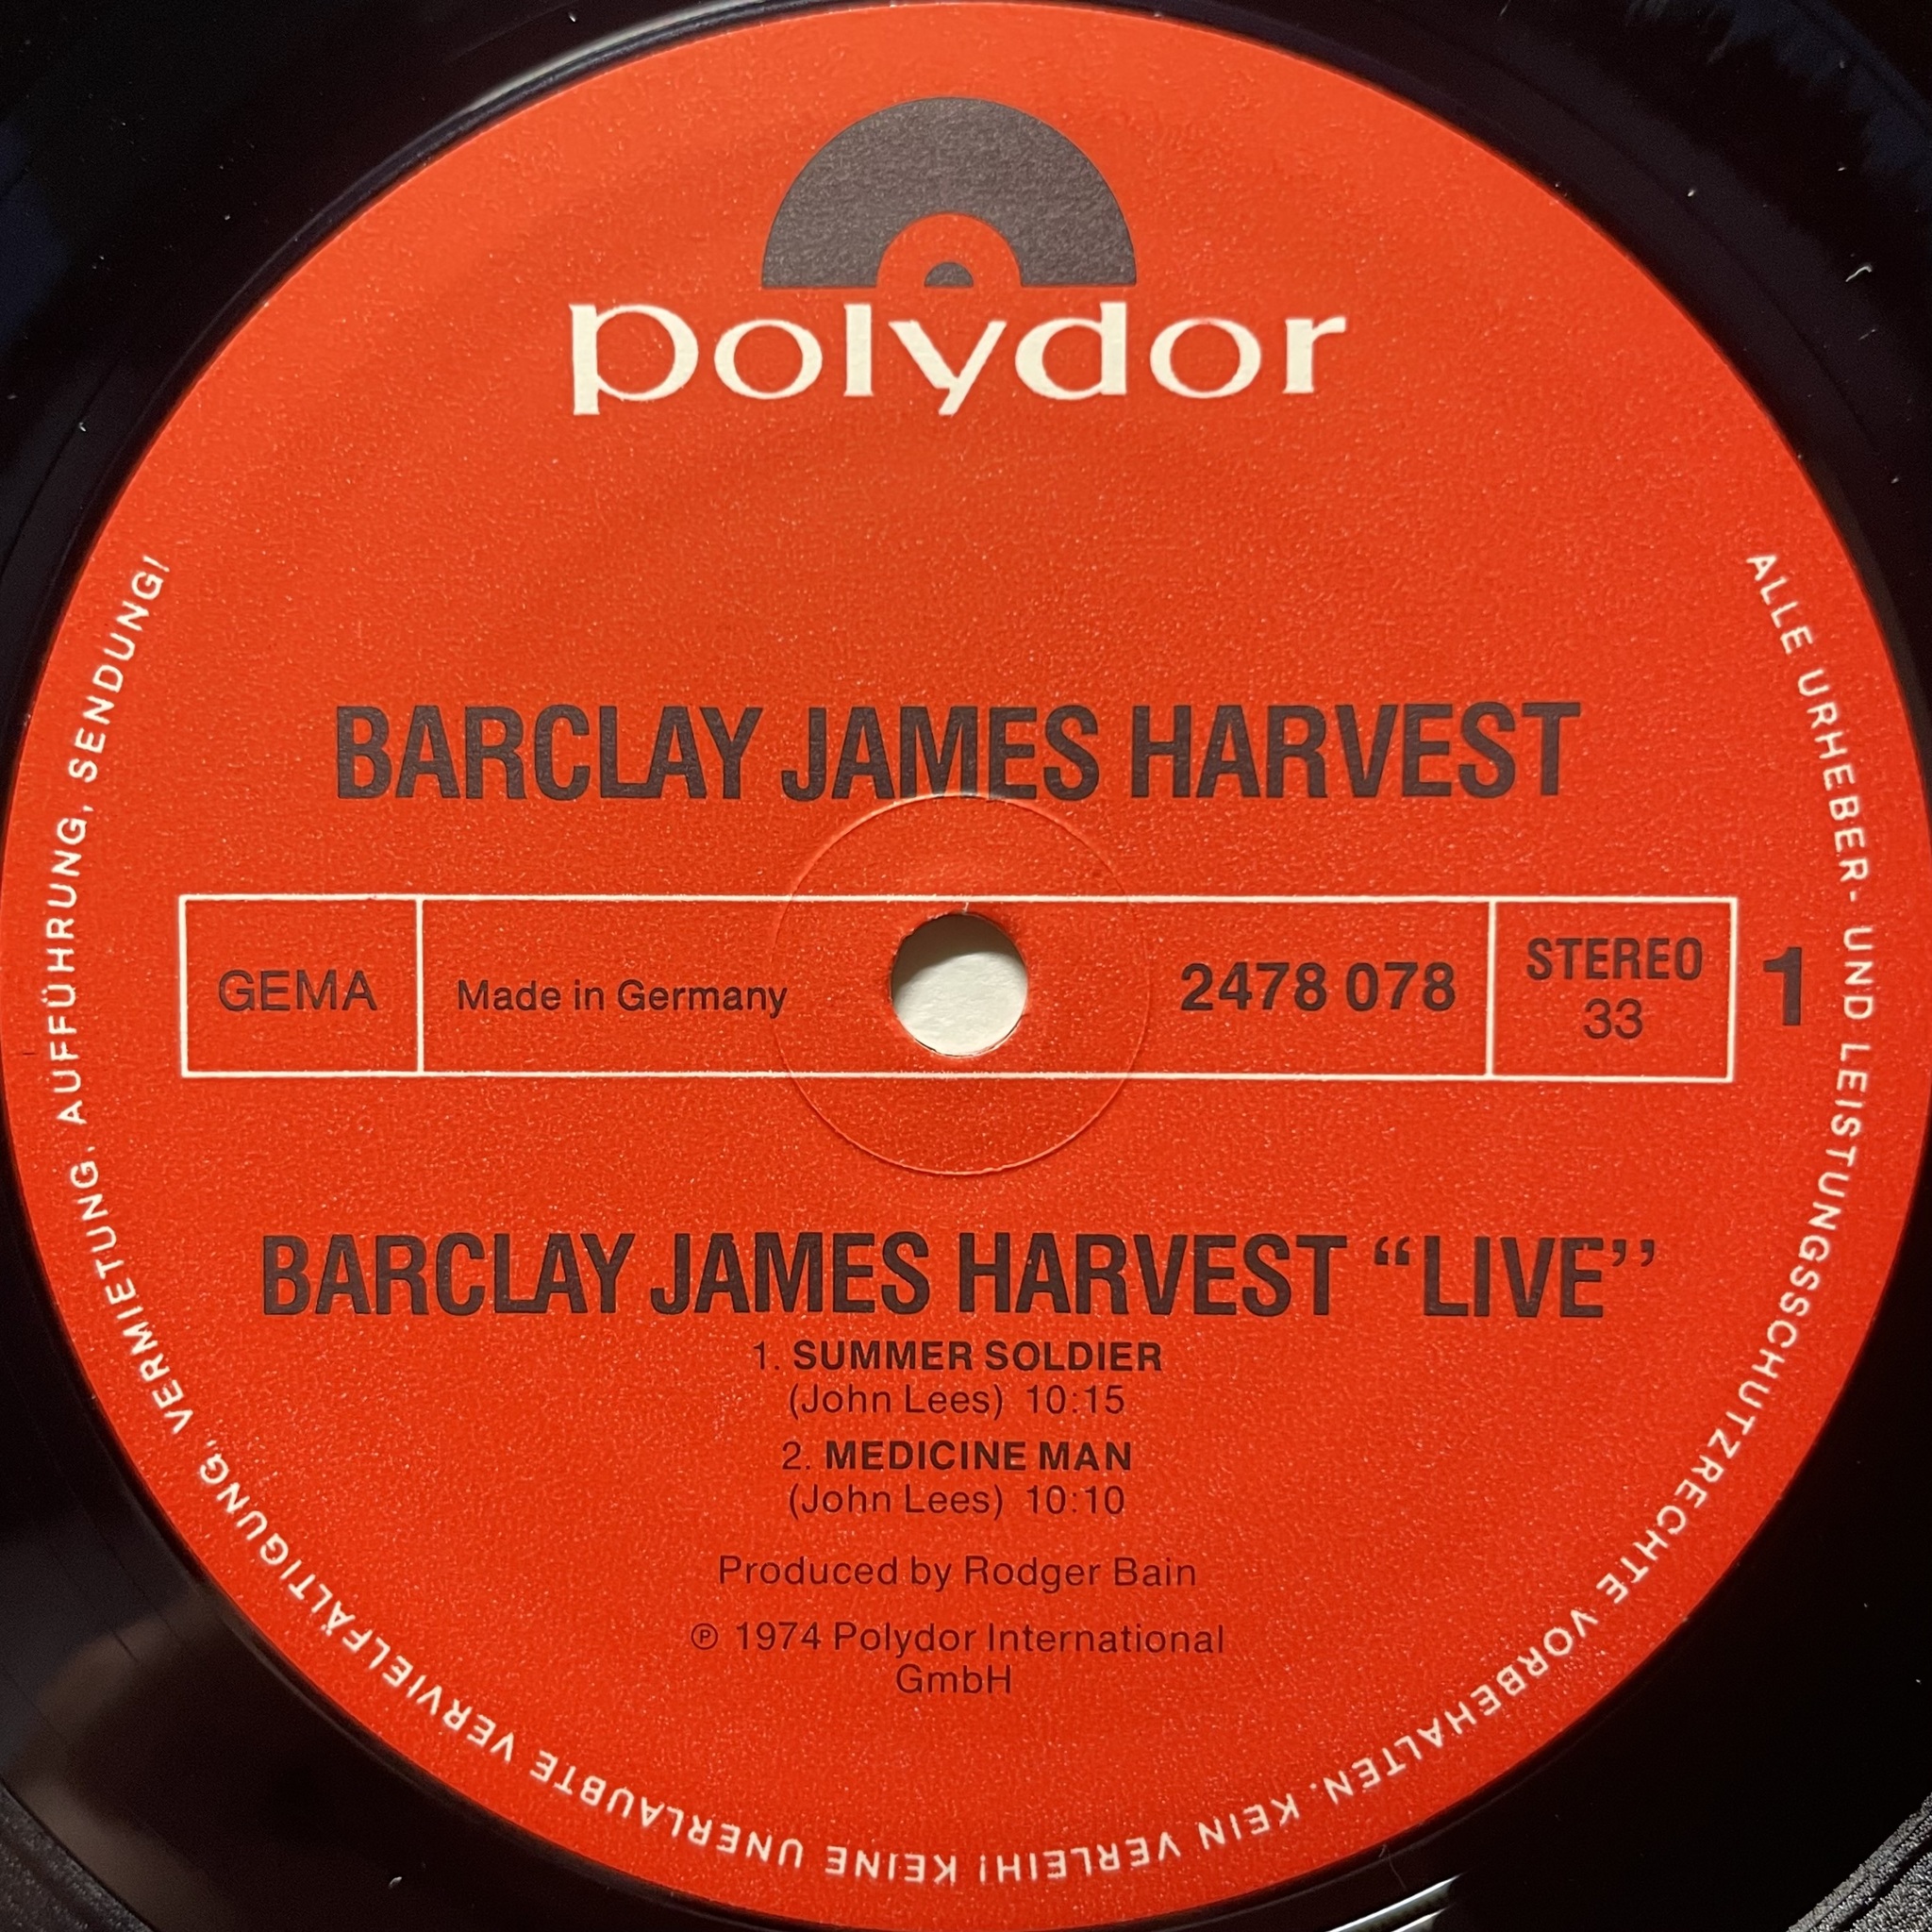 polydor
BARCLAY JAMES HARVEST
GEMA
Made in Germany
2478 078
STEREO
33
1
BARCLAY JAMES HARVEST “LIVE’’
1. SUMMER SOLDIER
(John Lees) 10:15
2. MEDICINE MAN
(John Lees) 10:10
Produced by Rodger Bain
℗ 1974 Polydor International
GmbH
ALLE URHEBER- UND LEISTUNGSSCHUTZRECHTE VORBEHALTEN. KEIN VERLEIH! KEINE UNERLAUBTE VERVIELFÄLTIGUNG, VERMIETUNG, AUFFÜHRUNG, SENDUNG!